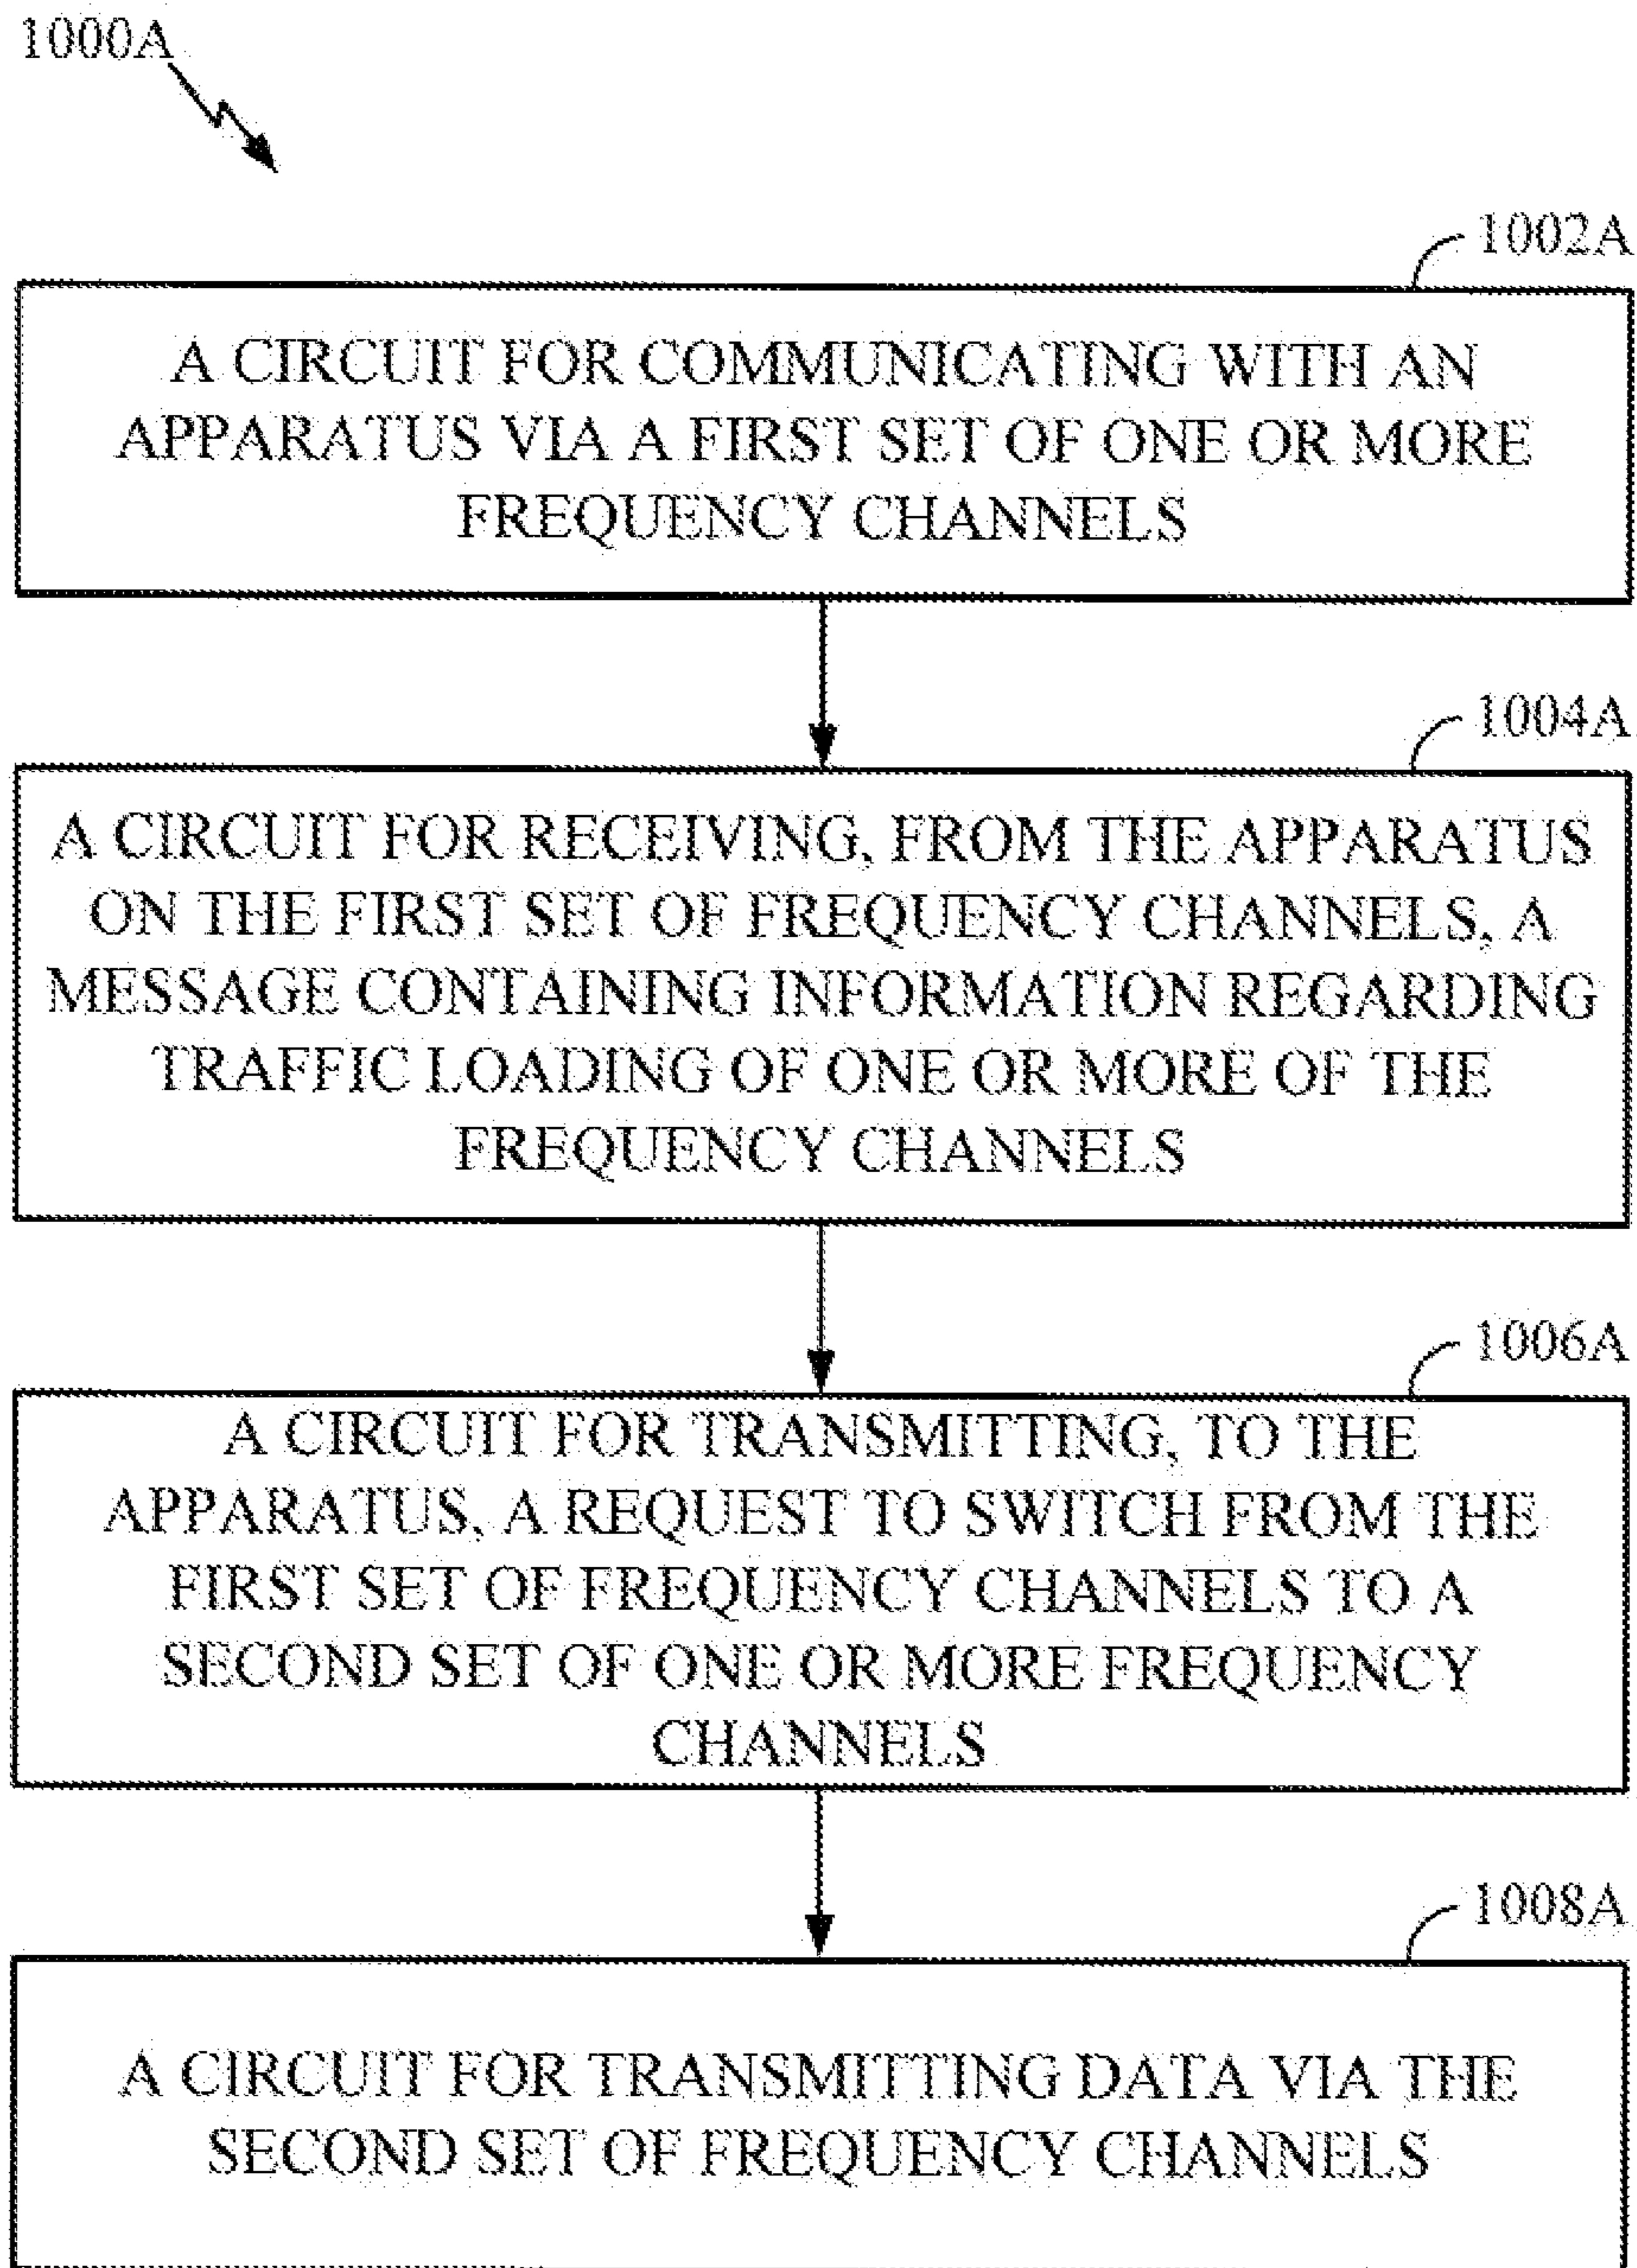 1000A
1002A
A CIRCUIT FOR COMMUNICATING WITH AN
APPARATUS VIA A FIRST SET OF ONE OR MORE
FREQUENCY CHANNELS
1004A
A CIRCUIT FOR RECEIVING, FROM THE APPARATUS
ON THE FIRST SET OF FREQUENCY CHANNELS, A
MESSAGE CONTAINING INFORMATION REGARDING
TRAFFIC LOADING OF ONE OR MORE OF THE
FREQUENCY CHANNELS
1006A
A CIRCUIT FOR TRANSMITTING, TO THE
APPARATUS, A REQUEST TO SWITCH FROM THE
FIRST SET OF FREQUENCY CHANNELS TO A
SECOND SET OF ONE OR MORE FREQUENCY
CHANNELS
1008A
A CIRCUIT FOR TRANSMITTING DATA VIA THE
SECOND SET OF FREQUENCY CHANNELS